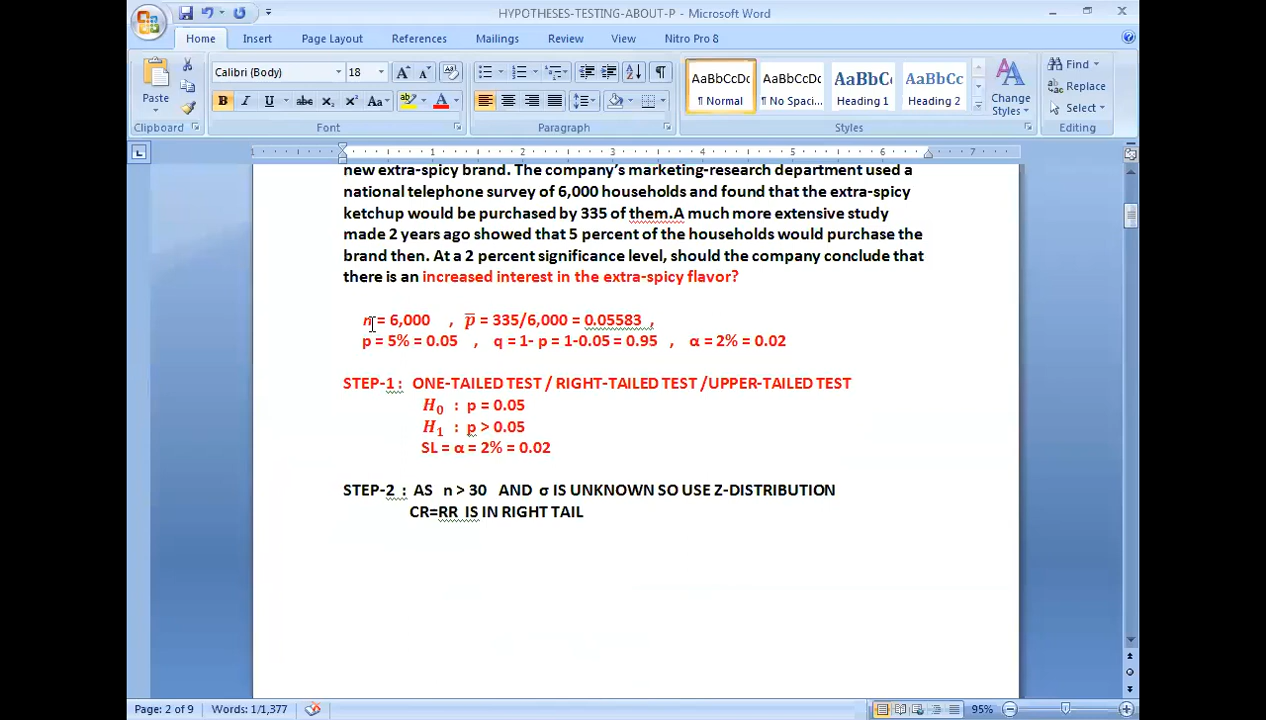 HYPOTHESES-TESTING-ABOUT-P - Microsoft Word
Home Insert Page Layout References Mailings Review View Nitro Pro 8
Calibri (Body) 18
AaBbCcDc AaBbCcDc AaBbC AaBbCc
Find
Replace
Select
Paste
¶ Normal ¶ No Spaci... Heading 1 Heading 2
Change
Styles
Clipboard Font Paragraph Styles Editing
1 1 2 3 4 5 6 7
new extra-spicy brand. The company's marketing-research department used a
national telephone survey of 6,000 households and found that the extra-spicy
ketchup would be purchased by 335 of them.A much more extensive study
made 2 years ago showed that 5 percent of the households would purchase the
brand then. At a 2 percent significance level, should the company conclude that
there is an increased interest in the extra-spicy flavor?
n = 6,000 , p̅ = 335/6,000 = 0.05583 ,
p = 5% = 0.05 , q = 1- p = 1-0.05 = 0.95 , α = 2% = 0.02
STEP-1 : ONE-TAILED TEST / RIGHT-TAILED TEST /UPPER-TAILED TEST
H₀ : p = 0.05
H₁ : p > 0.05
SL = α = 2% = 0.02
STEP-2 : AS n > 30 AND σ IS UNKNOWN SO USE Z-DISTRIBUTION
CR=RR IS IN RIGHT TAIL
Page: 2 of 9 Words: 1/1,377 95%